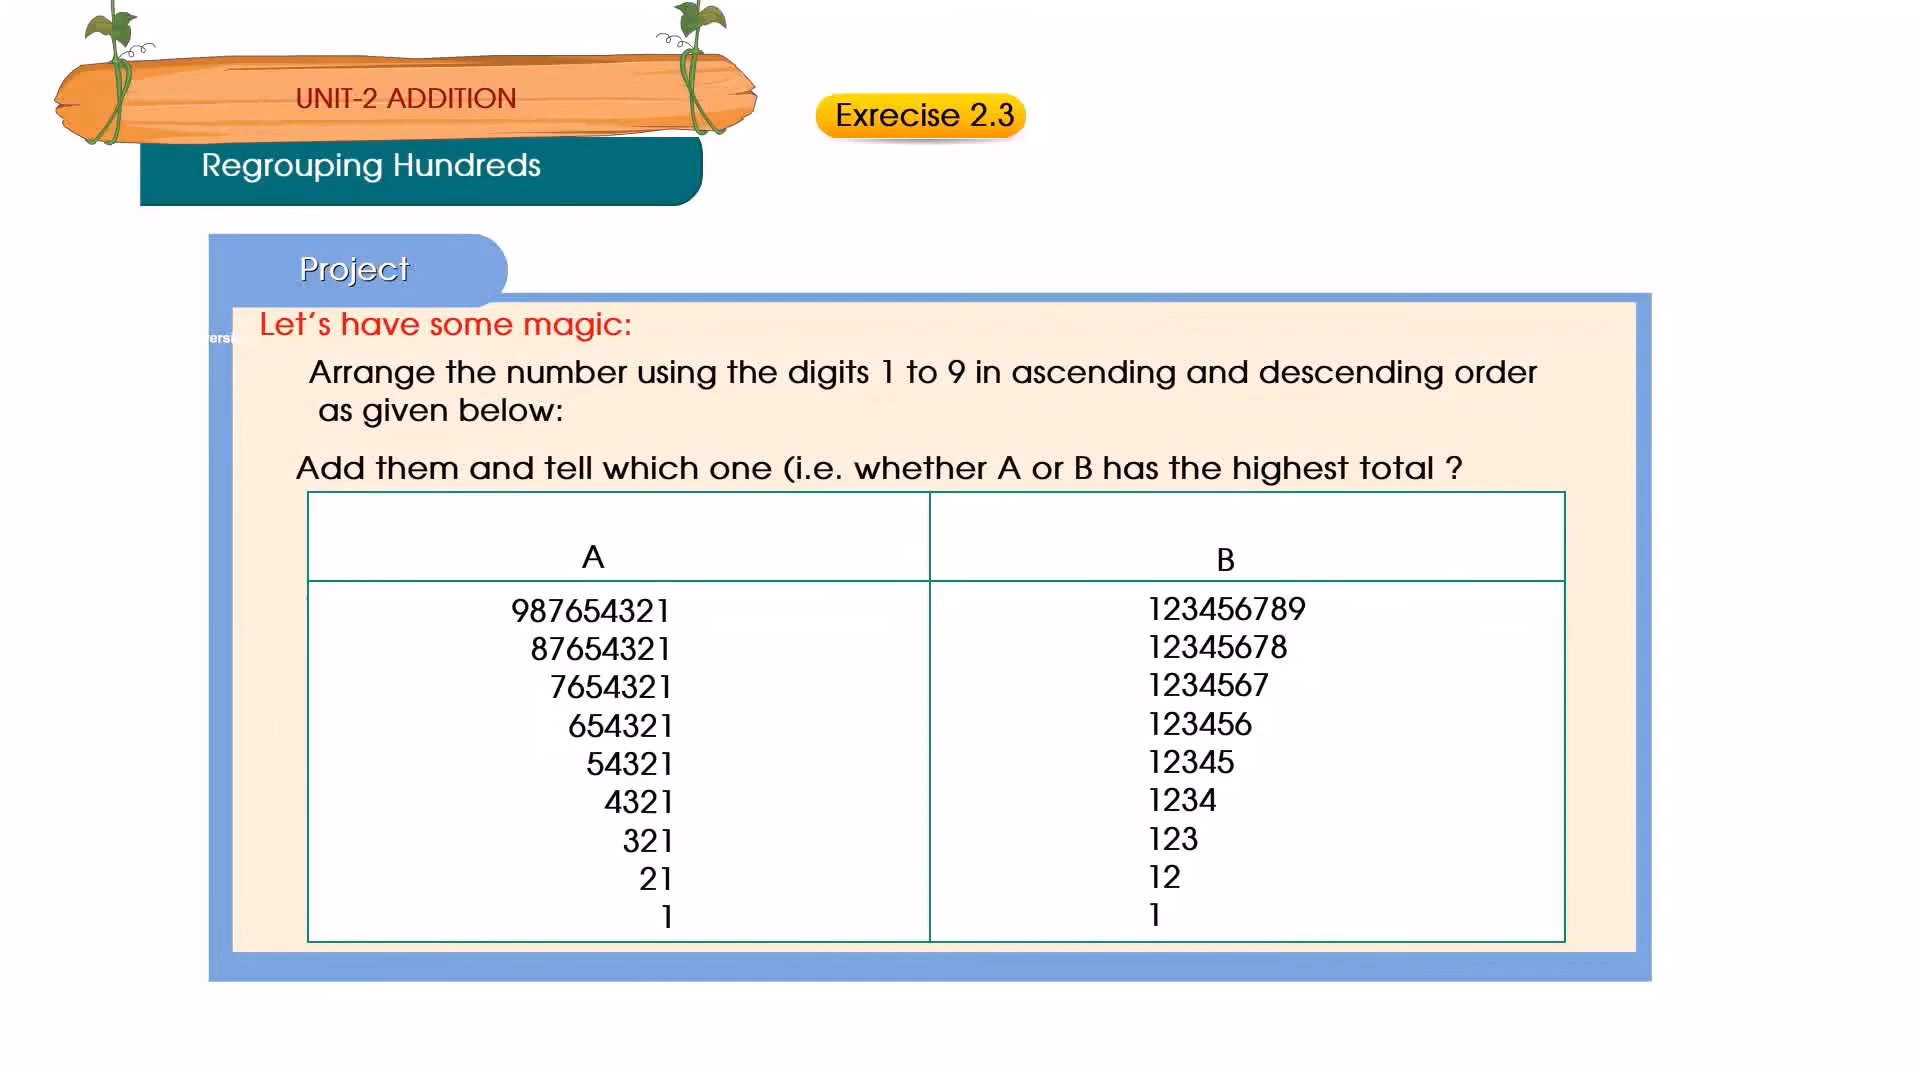 UNIT-2 ADDITION
Exrecise 2.3
Regrouping Hundreds
Project
Let's have some magic:
Arrange the number using the digits 1 to 9 in ascending and descending order
as given below:
Add them and tell which one (i.e. whether A or B has the highest total ?
A
987654321
87654321
7654321
654321
54321
4321
321
21
1
B
123456789
12345678
1234567
123456
12345
1234
123
12
1